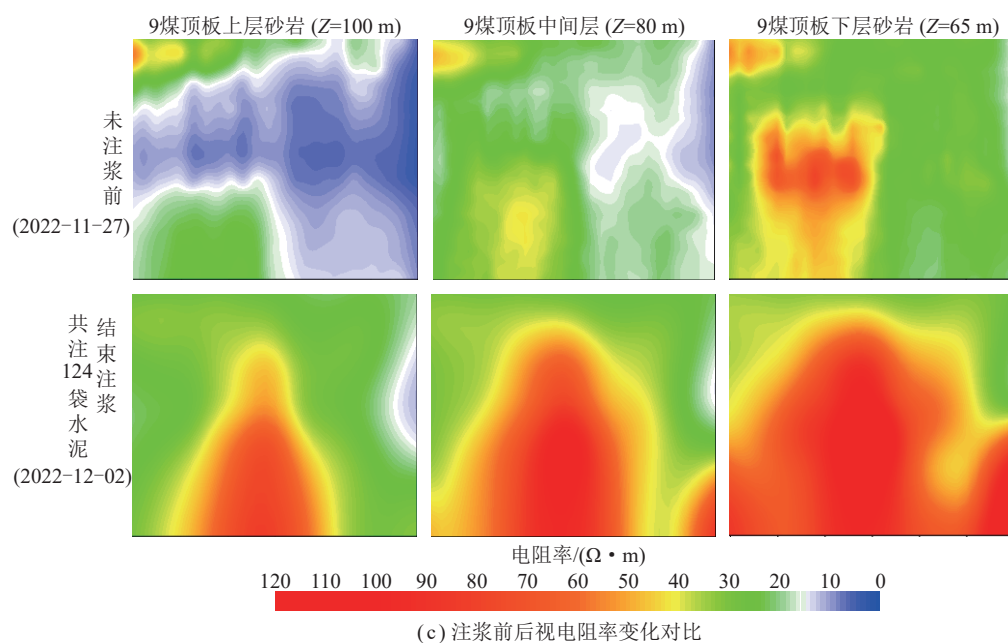 9煤顶板上层砂岩 (Z=100 m)
9煤顶板中间层 (Z=80 m)
9煤顶板下层砂岩 (Z=65 m)
未注浆前
(2022-11-27)
共注124袋水泥
结束注浆
(2022-12-02)
电阻率/(Ω·m)
120 110 100 90 80 70 60 50 40 30 20 10 0
(c) 注浆前后视电阻率变化对比